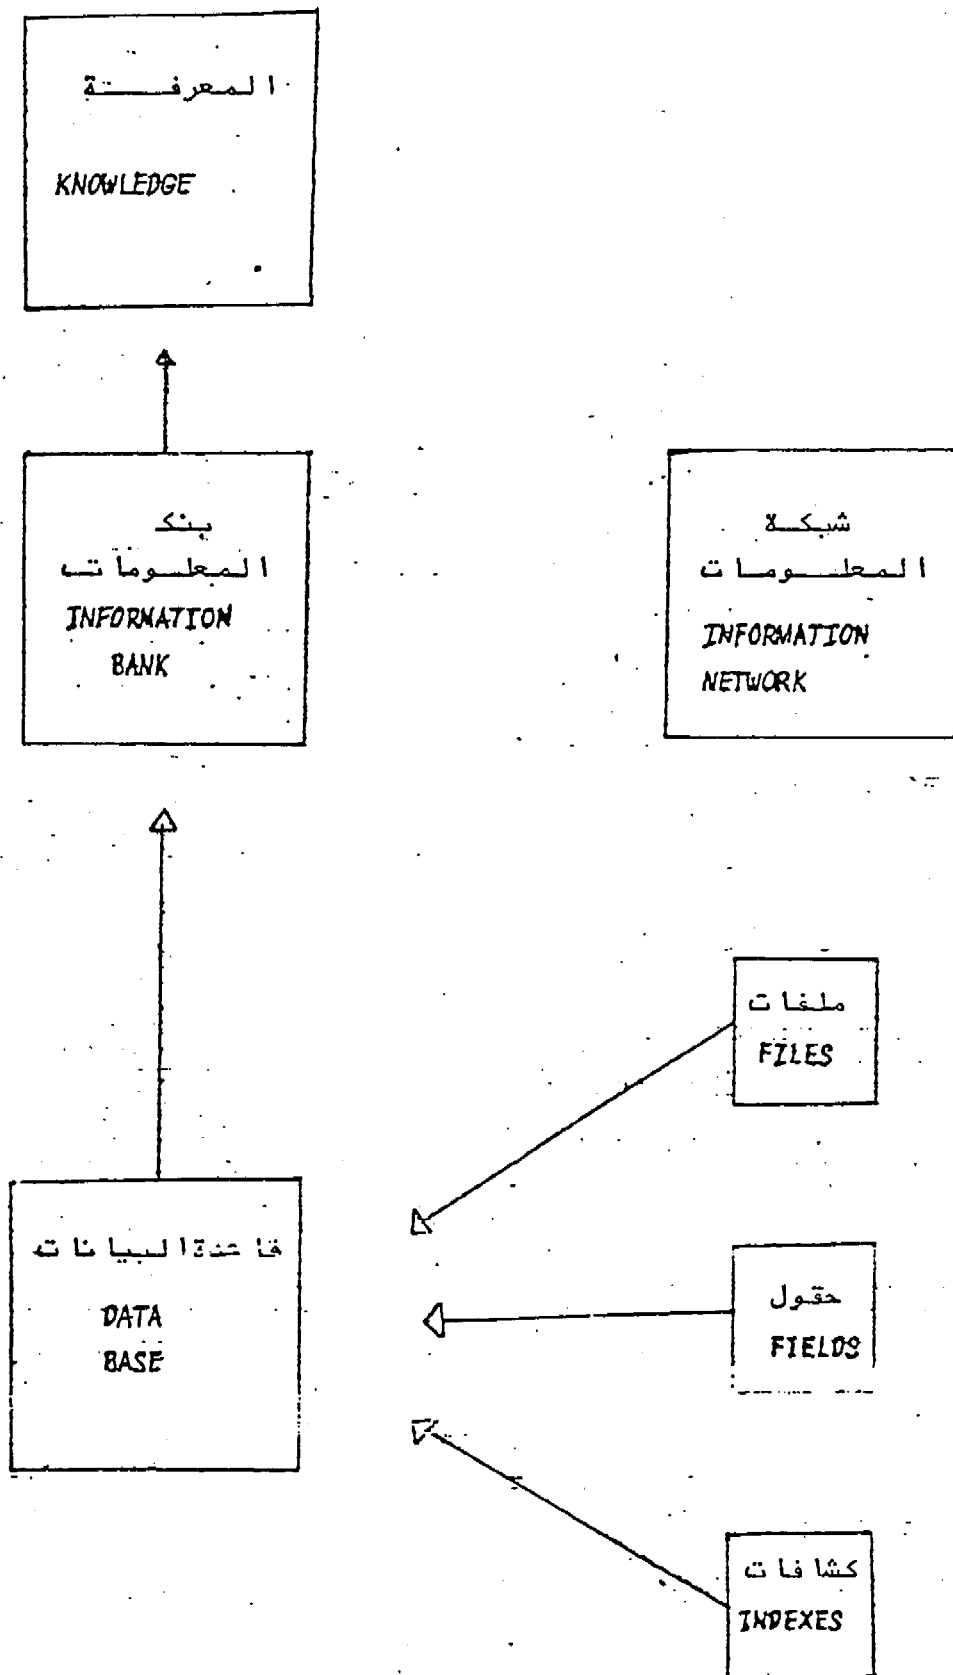 المعرفة
KNOWLEDGE
بنك
المعلومات
INFORMATION
BANK
شبكة
المعلومات
INFORMATION
NETWORK
ملفات
FILES
قاعدة البيانات
DATA
BASE
حقول
FIELDS
كشافات
INDEXES